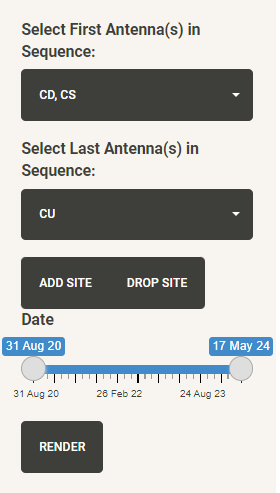 Select First Antenna(s) in
Sequence:
CD, CS
Select Last Antenna(s) in
Sequence:
CU
ADD SITE DROP SITE
Date
31 Aug 20 17 May 24
31 Aug 20 26 Feb 22 24 Aug 23
RENDER